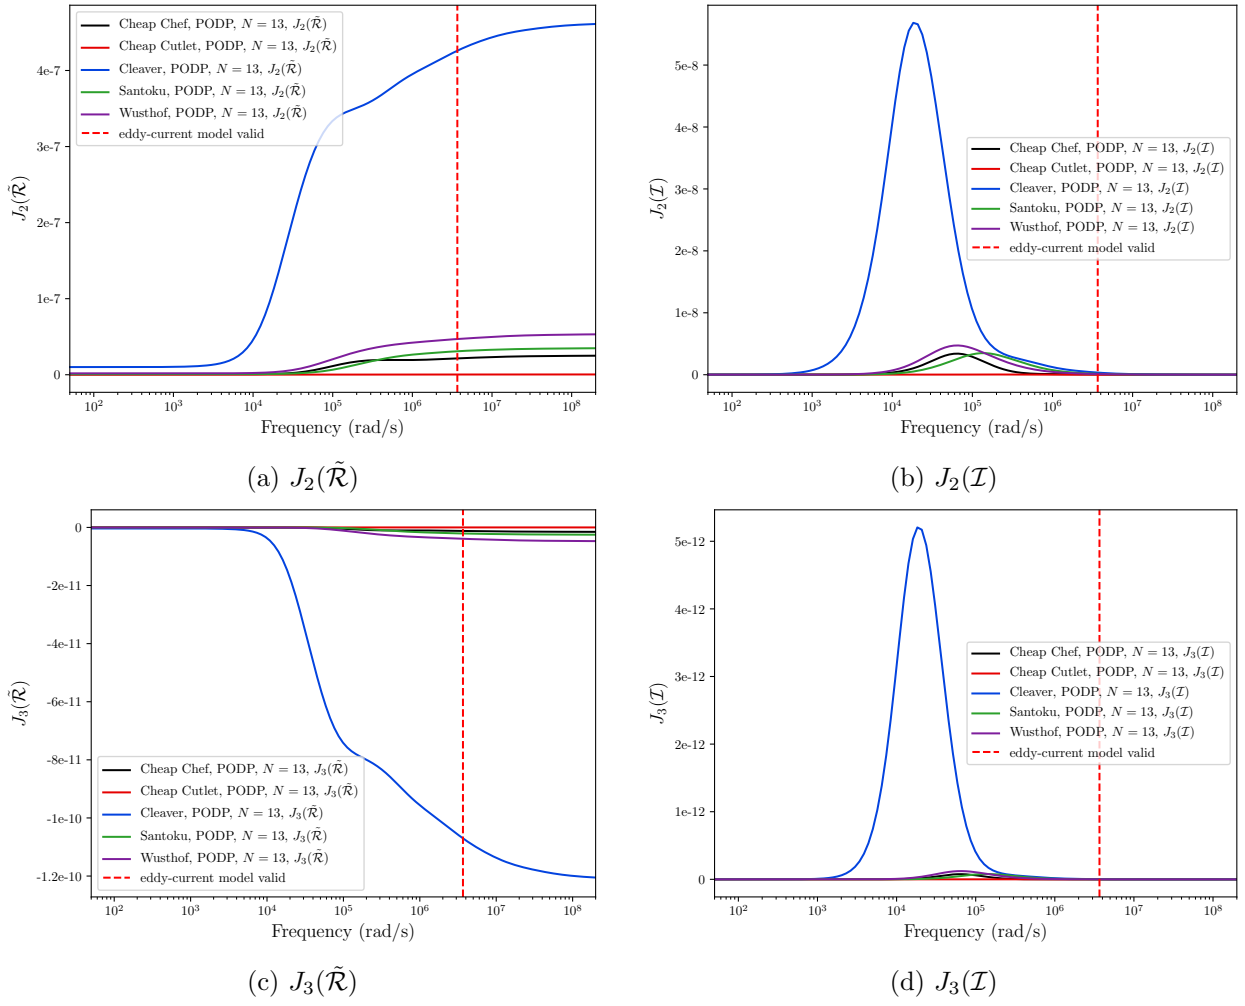 Cheap Chef, PODP, N = 13, J₂(R̃)
Cheap Cutlet, PODP, N = 13, J₂(R̃)
Cleaver, PODP, N = 13, J₂(R̃)
Santoku, PODP, N = 13, J₂(R̃)
Wusthof, PODP, N = 13, J₂(R̃)
eddy-current model valid
4e-7
3e-7
2e-7
1e-7
0
J₂(R̃)
10² 10³ 10⁴ 10⁵ 10⁶ 10⁷ 10⁸
Frequency (rad/s)
(a) J₂(R̃)
5e-8
4e-8
3e-8
2e-8
1e-8
0
J₂(I)
Cheap Chef, PODP, N = 13, J₂(I)
Cheap Cutlet, PODP, N = 13, J₂(I)
Cleaver, PODP, N = 13, J₂(I)
Santoku, PODP, N = 13, J₂(I)
Wusthof, PODP, N = 13, J₂(I)
eddy-current model valid
10² 10³ 10⁴ 10⁵ 10⁶ 10⁷ 10⁸
Frequency (rad/s)
(b) J₂(I)
0
-2e-11
-4e-11
-6e-11
-8e-11
-1e-10
-1.2e-10
J₃(R̃)
Cheap Chef, PODP, N = 13, J₃(R̃)
Cheap Cutlet, PODP, N = 13, J₃(R̃)
Cleaver, PODP, N = 13, J₃(R̃)
Santoku, PODP, N = 13, J₃(R̃)
Wusthof, PODP, N = 13, J₃(R̃)
eddy-current model valid
10² 10³ 10⁴ 10⁵ 10⁶ 10⁷ 10⁸
Frequency (rad/s)
(c) J₃(R̃)
5e-12
4e-12
3e-12
2e-12
1e-12
0
J₃(I)
Cheap Chef, PODP, N = 13, J₃(I)
Cheap Cutlet, PODP, N = 13, J₃(I)
Cleaver, PODP, N = 13, J₃(I)
Santoku, PODP, N = 13, J₃(I)
Wusthof, PODP, N = 13, J₃(I)
eddy-current model valid
10² 10³ 10⁴ 10⁵ 10⁶ 10⁷ 10⁸
Frequency (rad/s)
(d) J₃(I)